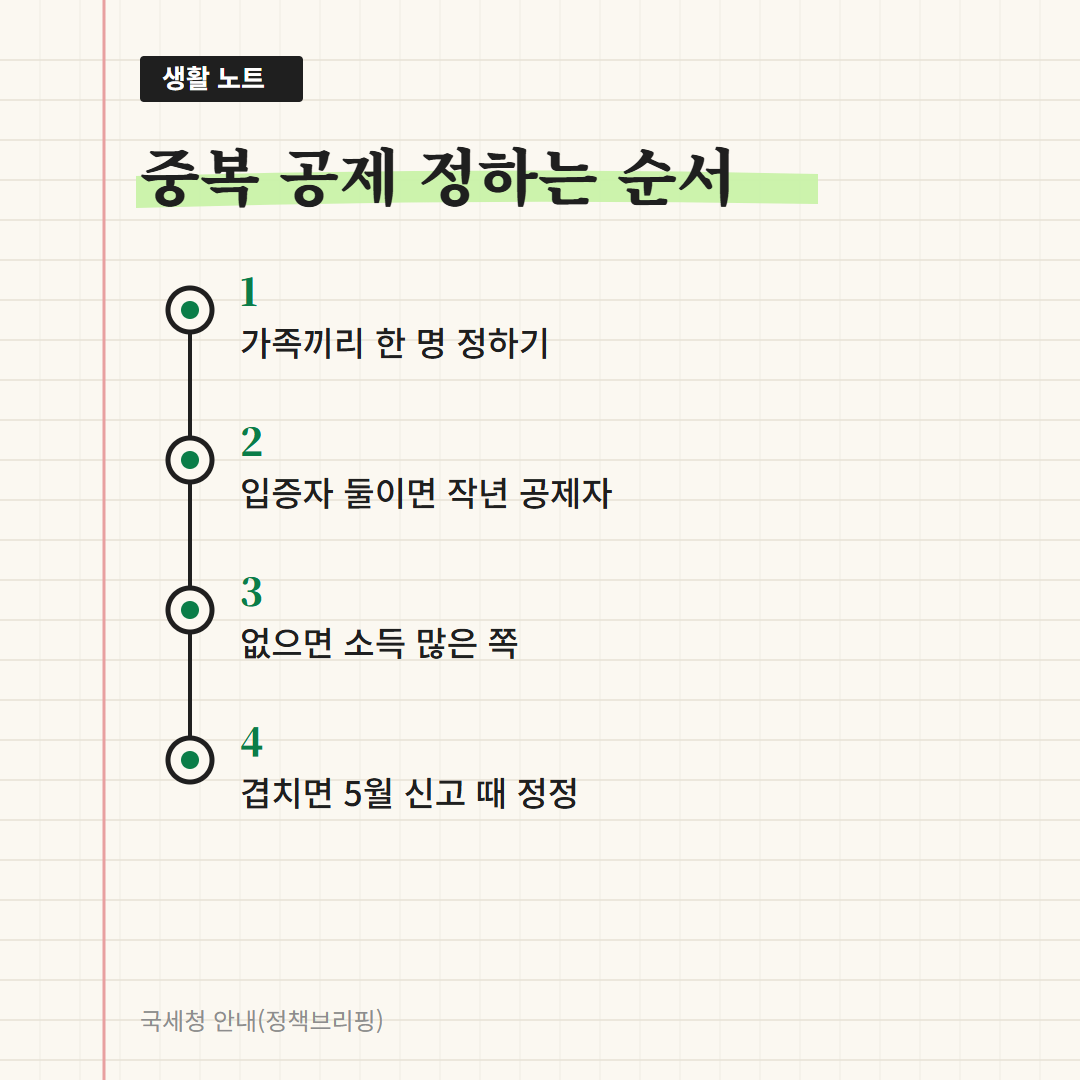 생활 노트
중복 공제 정하는 순서
1
가족끼리 한 명 정하기
2
입증자 둘이면 작년 공제자
3
없으면 소득 많은 쪽
4
겹치면 5월 신고 때 정정
국세청 안내(정책브리핑)